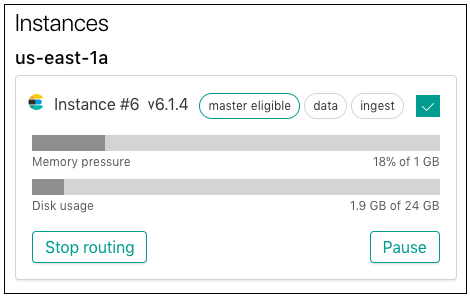 Instances
us-east-1a
Instance #6 v6.1.4 master eligible data ingest
Memory pressure 18% of 1 GB
Disk usage 1.9 GB of 24 GB
Stop routing Pause